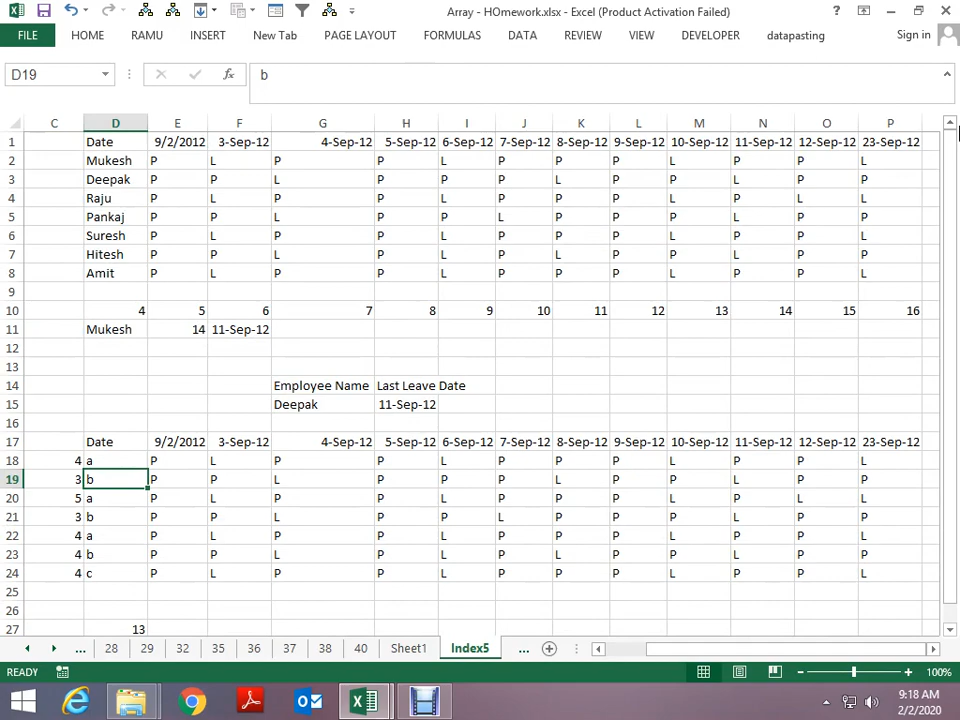 Array - HOmework.xlsx - Excel (Product Activation Failed)
FILE HOME RAMU INSERT New Tab PAGE LAYOUT FORMULAS DATA REVIEW VIEW DEVELOPER datapasting Sign in
D19 fx b
C D E F G H I J K L M N O P
1 Date 9/2/2012 3-Sep-12 4-Sep-12 5-Sep-12 6-Sep-12 7-Sep-12 8-Sep-12 9-Sep-12 10-Sep-12 11-Sep-12 12-Sep-12 23-Sep-12
2 Mukesh P L P P L P P P L P P L
3 Deepak P P L P P P L P P L P P
4 Raju P L P P L P P P L P L L
5 Pankaj P P L P P L P P P L P P
6 Suresh P L P P L P P P L P P L
7 Hitesh P P L P L P L P P L P P
8 Amit P L P P L P P P L P P L
9
10 4 5 6 7 8 9 10 11 12 13 14 15 16
11 Mukesh 14 11-Sep-12
12
13
14 Employee Name Last Leave Date
15 Deepak 11-Sep-12
16
17 Date 9/2/2012 3-Sep-12 4-Sep-12 5-Sep-12 6-Sep-12 7-Sep-12 8-Sep-12 9-Sep-12 10-Sep-12 11-Sep-12 12-Sep-12 23-Sep-12
18 4 a P L P P L P P P L P P L
19 3 b P P L P P P L P P L P P
20 5 a P L P P L P P P L P L L
21 3 b P P L P P L P P P L P P
22 4 a P L P P L P P P L P P L
23 4 b P P L P L P L P P L P P
24 4 c P L P P L P P P L P P L
25
26
27 13
... 28 29 32 35 36 37 38 40 Sheet1 Index5 ...
READY 100%
9:18 AM
2/2/2020